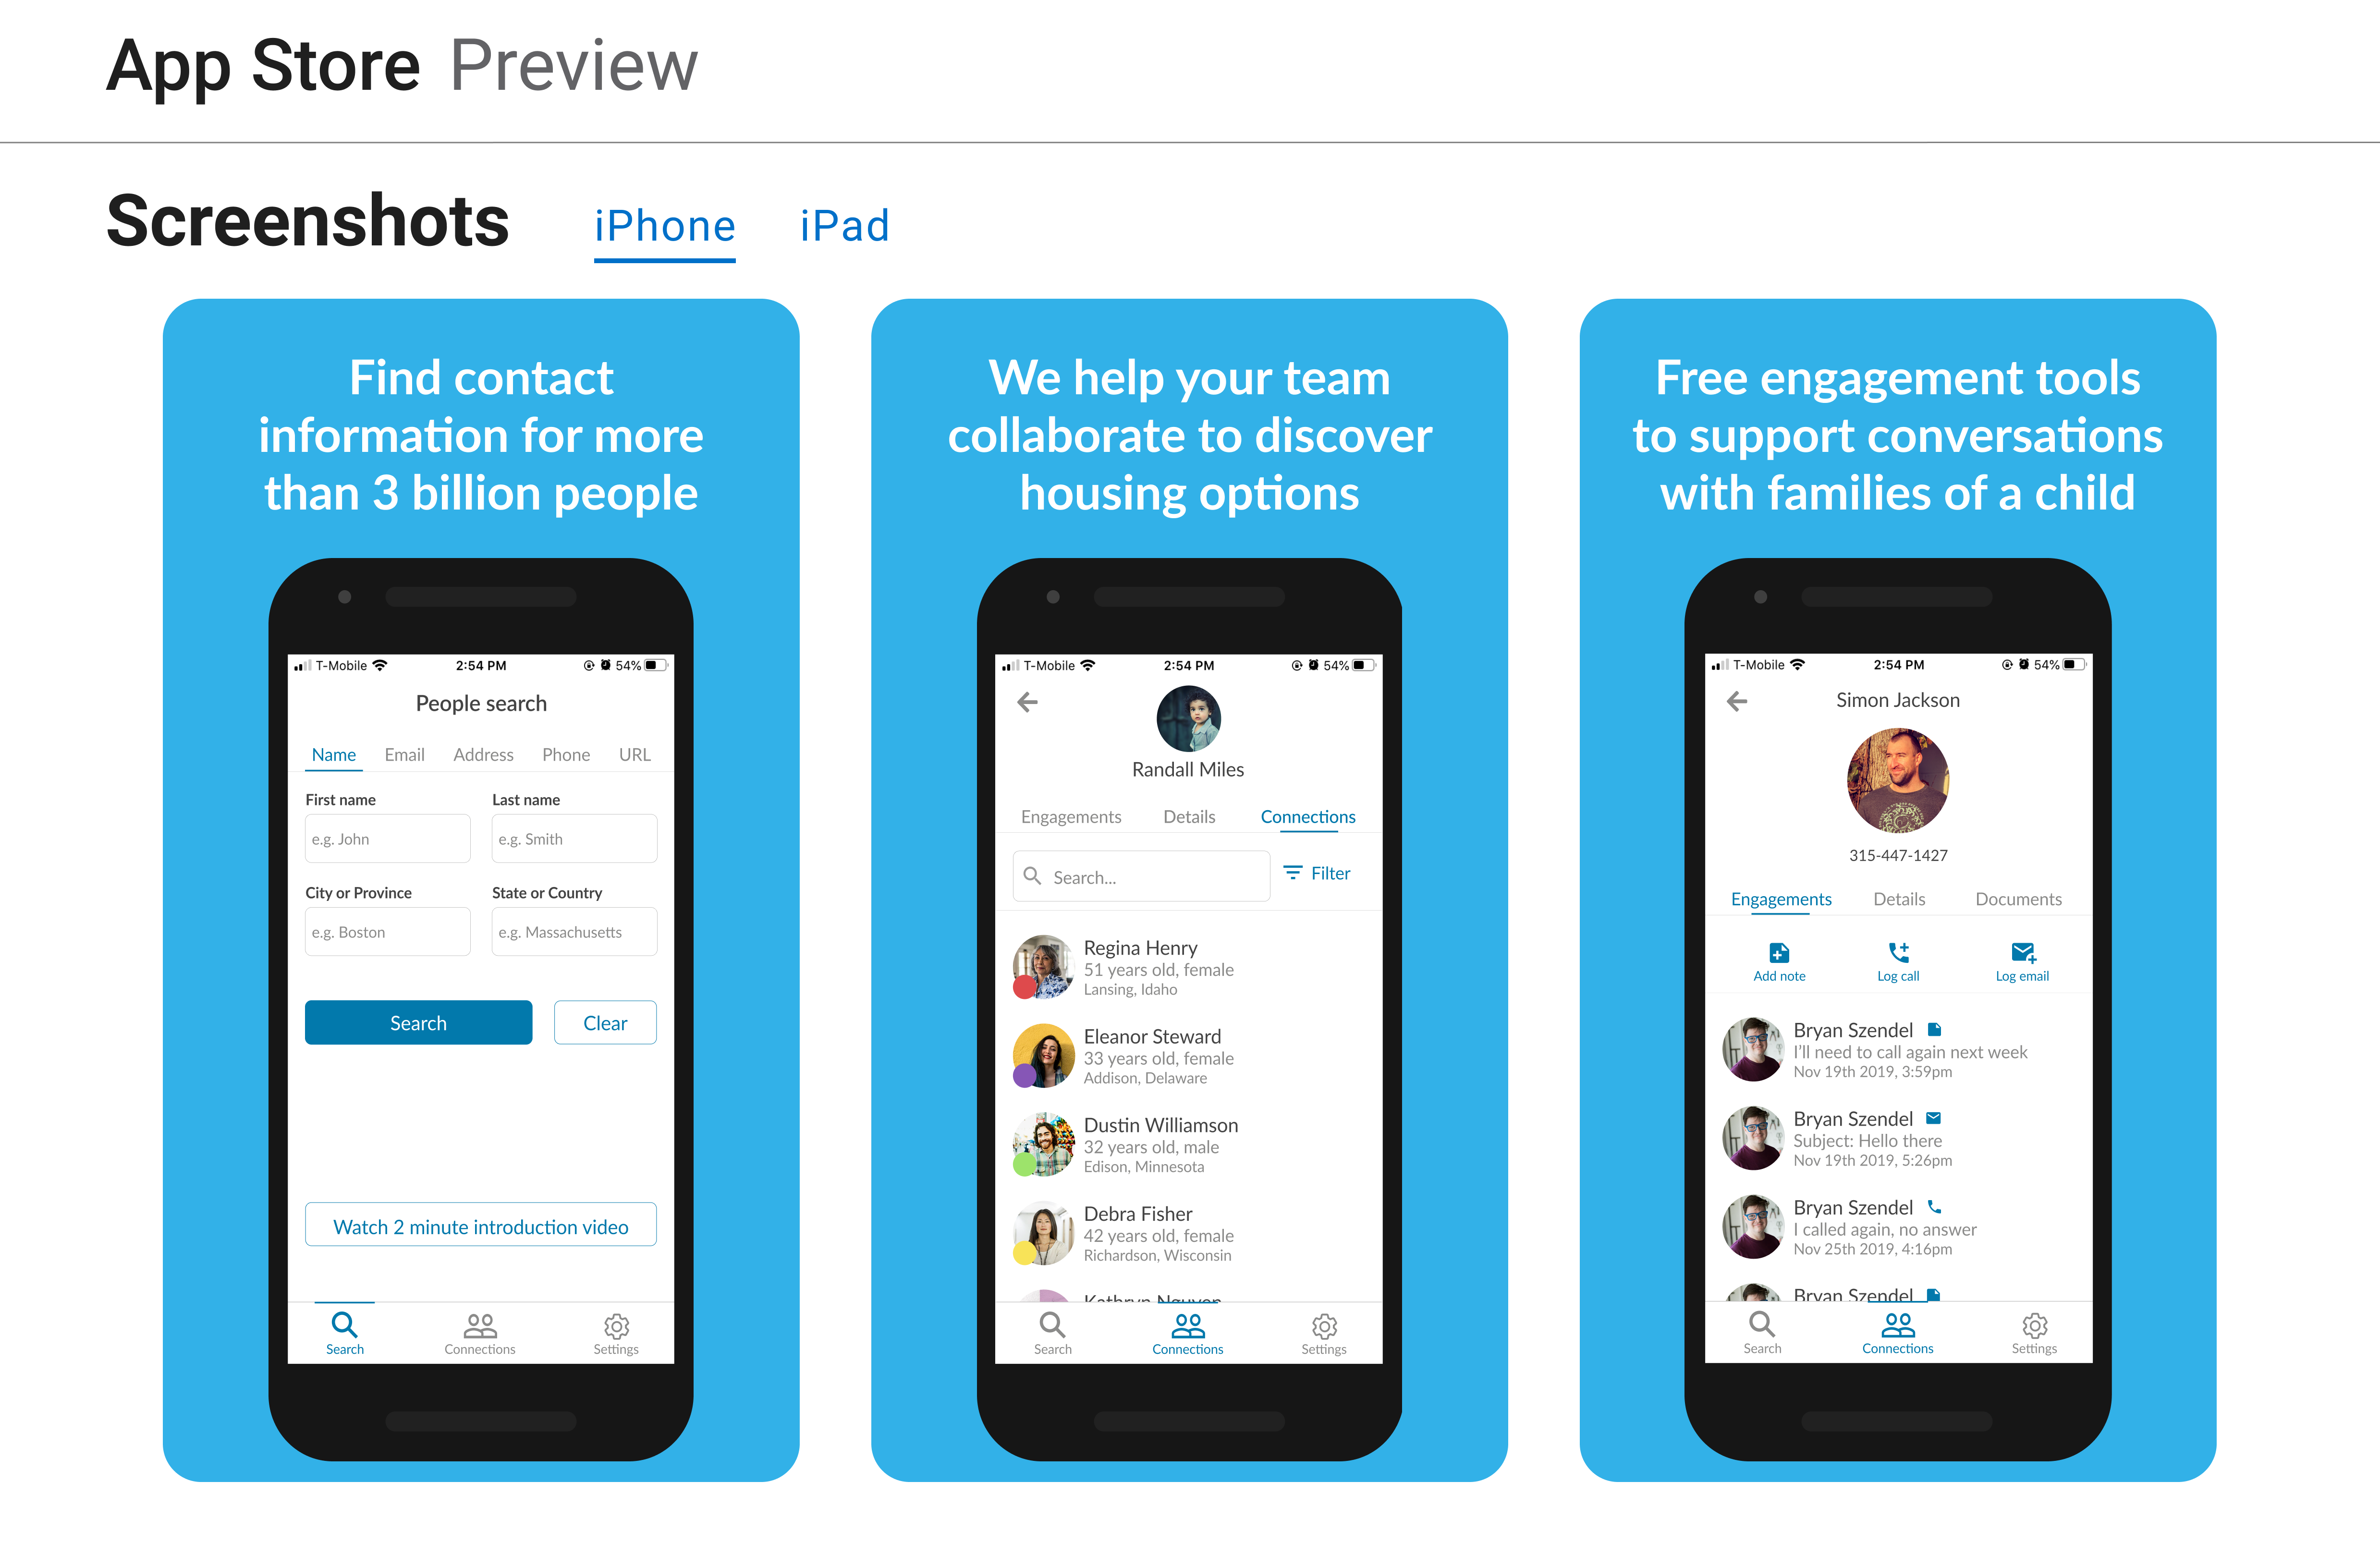 App Store Preview
Screenshots iPhone iPad
Find contact
information for more
than 3 billion people
T-Mobile 2:54 PM 54%
People search
Name Email Address Phone URL
First name Last name
e.g. John e.g. Smith
City or Province State or Country
e.g. Boston e.g. Massachusetts
Search Clear
Watch 2 minute introduction video
Search Connections Settings
We help your team
collaborate to discover
housing options
T-Mobile 2:54 PM 54%
Randall Miles
Engagements Details Connections
Search... Filter
Regina Henry
51 years old, female
Lansing, Idaho
Eleanor Steward
33 years old, female
Addison, Delaware
Dustin Williamson
32 years old, male
Edison, Minnesota
Debra Fisher
42 years old, female
Richardson, Wisconsin
Kathryn Nguyen
Search Connections Settings
Free engagement tools
to support conversations
with families of a child
T-Mobile 2:54 PM 54%
Simon Jackson
315-447-1427
Engagements Details Documents
Add note Log call Log email
Bryan Szendel
I'll need to call again next week
Nov 19th 2019, 3:59pm
Bryan Szendel
Subject: Hello there
Nov 19th 2019, 5:26pm
Bryan Szendel
I called again, no answer
Nov 25th 2019, 4:16pm
Bryan Szendel
Search Connections Settings